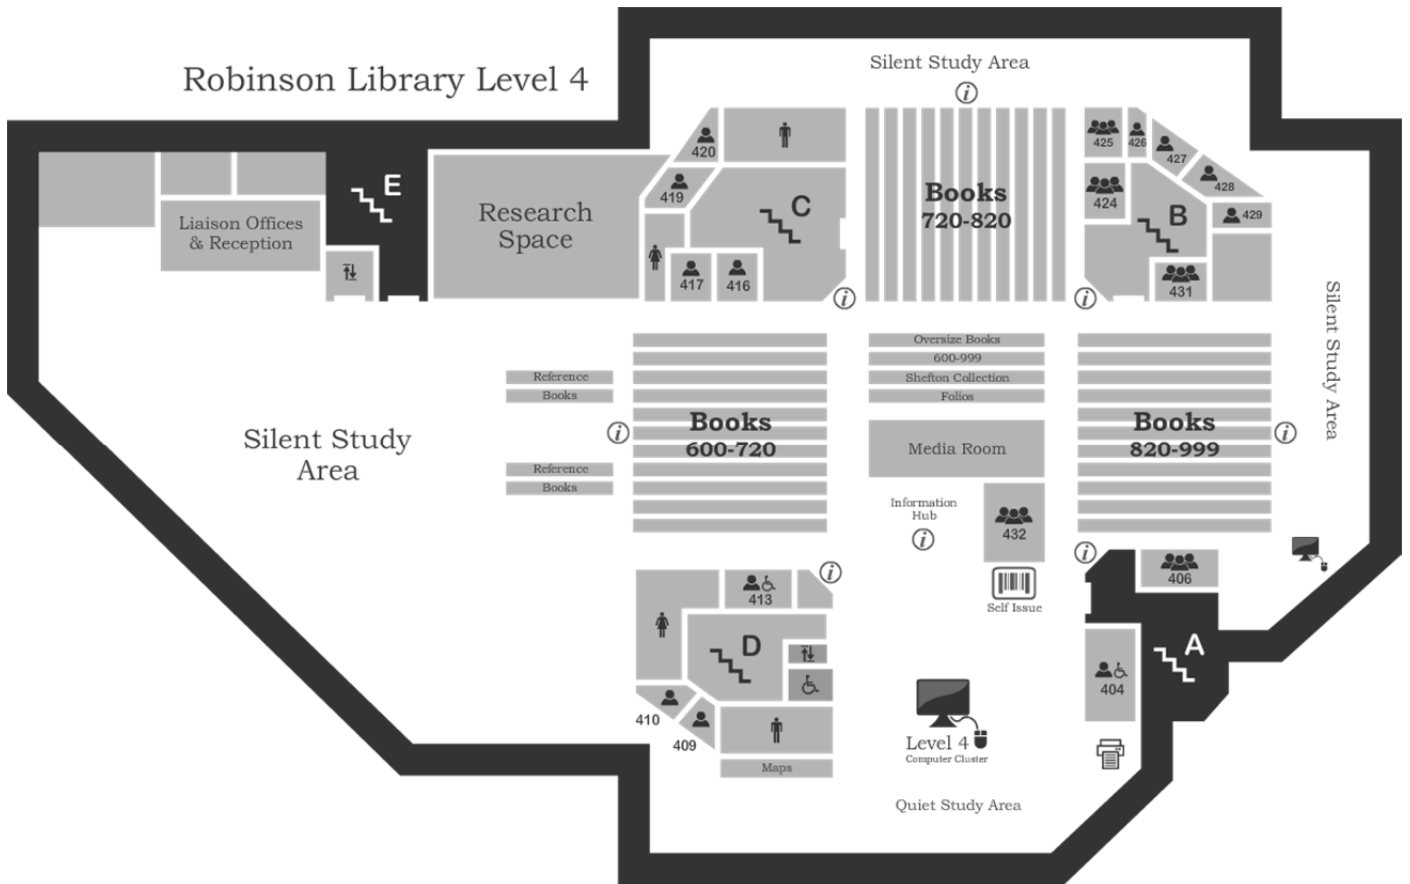 Robinson Library Level 4
Silent Study Area
i
420
425
426
427
428
429
419
424
E
C
B
Books
720-820
Research
Space
Liaison Offices
& Reception
417
416
431
i
i
Silent Study Area
Oversize Books
600-999
Shefton Collection
Folios
Reference
Books
Books
600-720
i
Books
820-999
i
Silent Study
Area
Media Room
Reference
Books
Information
Hub
i
432
i
406
i
413
Self Issue
D
A
404
410
409
Level 4
Computer Cluster
Maps
Quiet Study Area